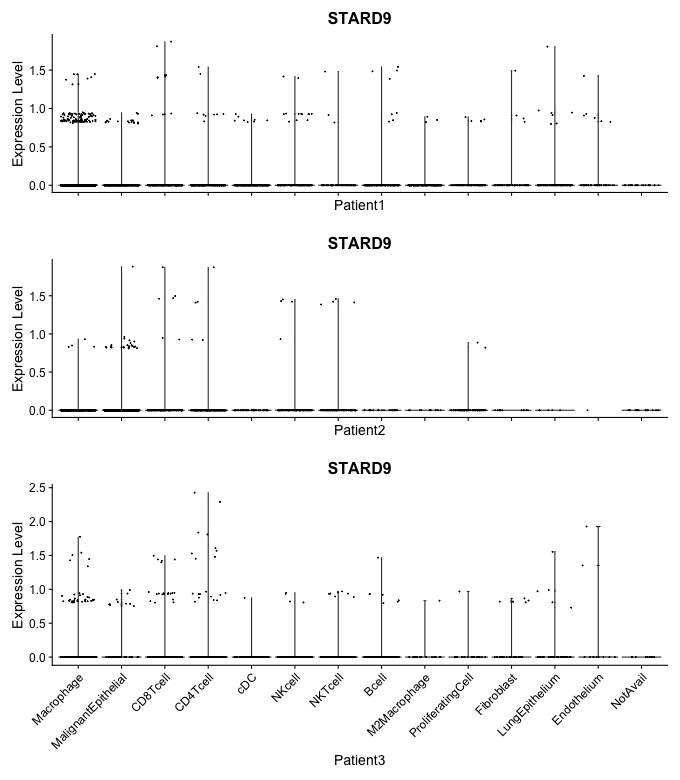 STARD9
Expression Level
1.5
1.0
0.5
0.0
Patient1
STARD9
Expression Level
1.5
1.0
0.5
0.0
Patient2
STARD9
Expression Level
2.5
2.0
1.5
1.0
0.5
0.0
Macrophage
MalignantEpithelial
CD8Tcell
CD4Tcell
cDC
NKcell
NKTcell
Bcell
M2Macrophage
ProliferatingCell
Fibroblast
LungEpithelium
Endothelium
NotAvail
Patient3